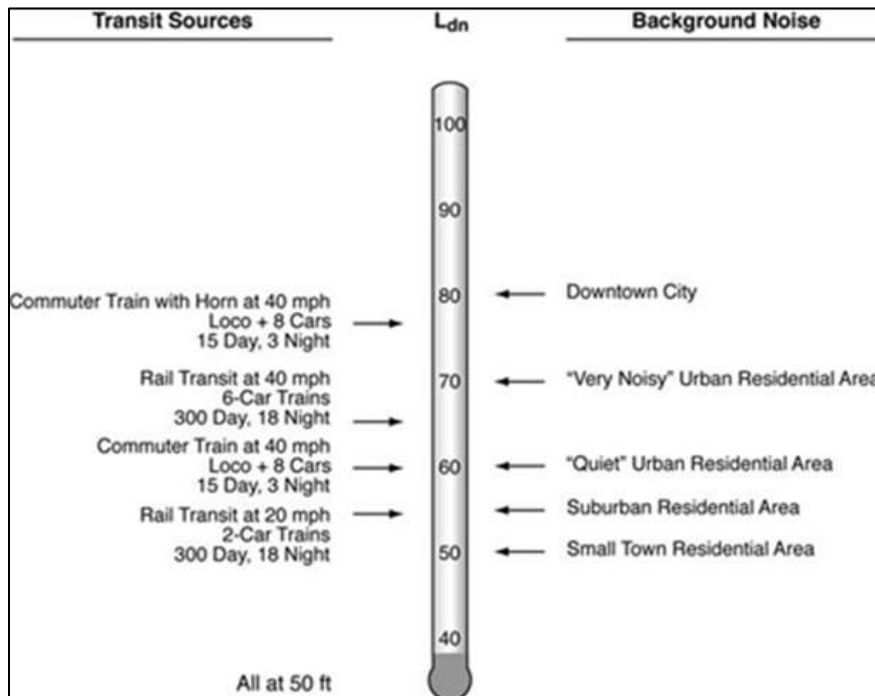 Transit Sources
Ldn
Background Noise
100
90
80
70
60
50
40
Commuter Train with Horn at 40 mph
Loco + 8 Cars
15 Day, 3 Night
Rail Transit at 40 mph
6-Car Trains
300 Day, 18 Night
Commuter Train at 40 mph
Loco + 8 Cars
15 Day, 3 Night
Rail Transit at 20 mph
2-Car Trains
300 Day, 18 Night
All at 50 ft
Downtown City
“Very Noisy” Urban Residential Area
“Quiet” Urban Residential Area
Suburban Residential Area
Small Town Residential Area